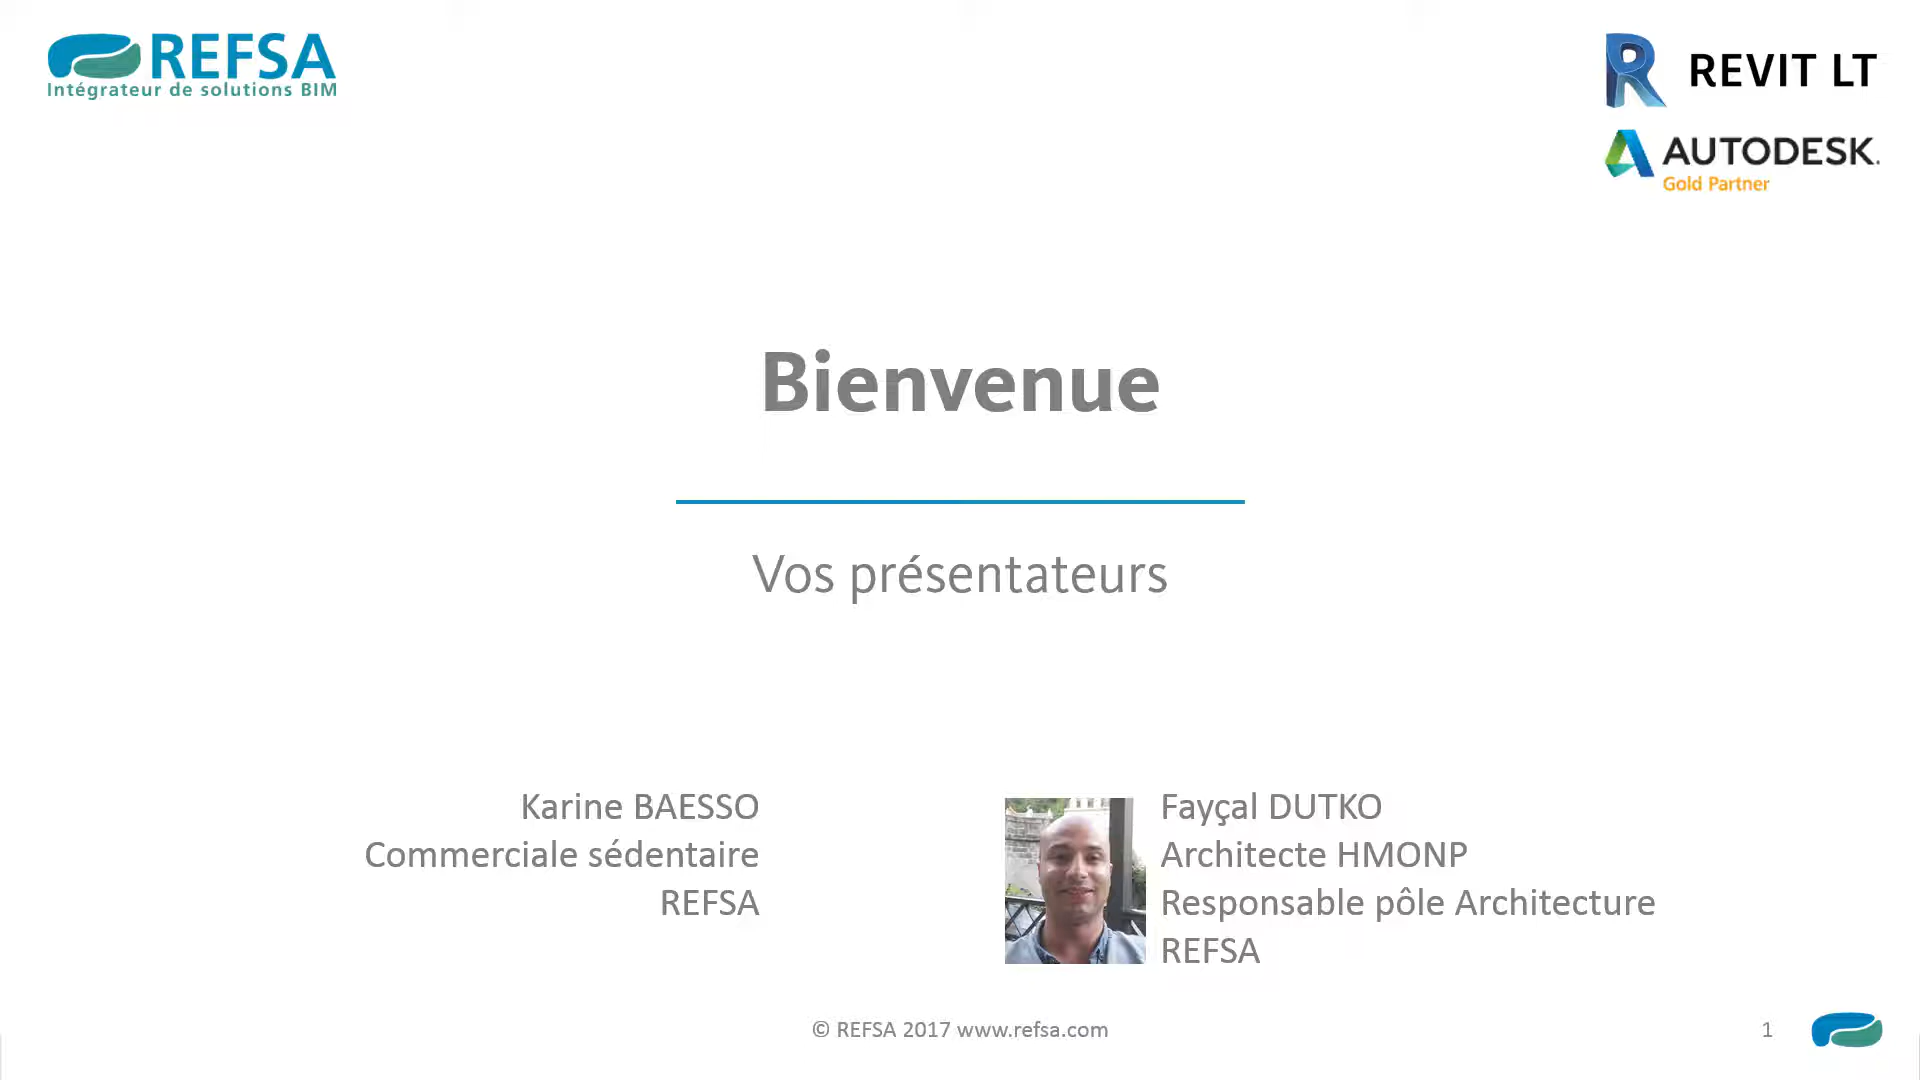 REFSA
Intégrateur de solutions BIM
REVIT LT
AUTODESK.
Gold Partner
Bienvenue
Vos présentateurs
Karine BAESSO
Commerciale sédentaire
REFSA
Fayçal DUTKO
Architecte HMONP
Responsable pôle Architecture
REFSA
© REFSA 2017 www.refsa.com
1